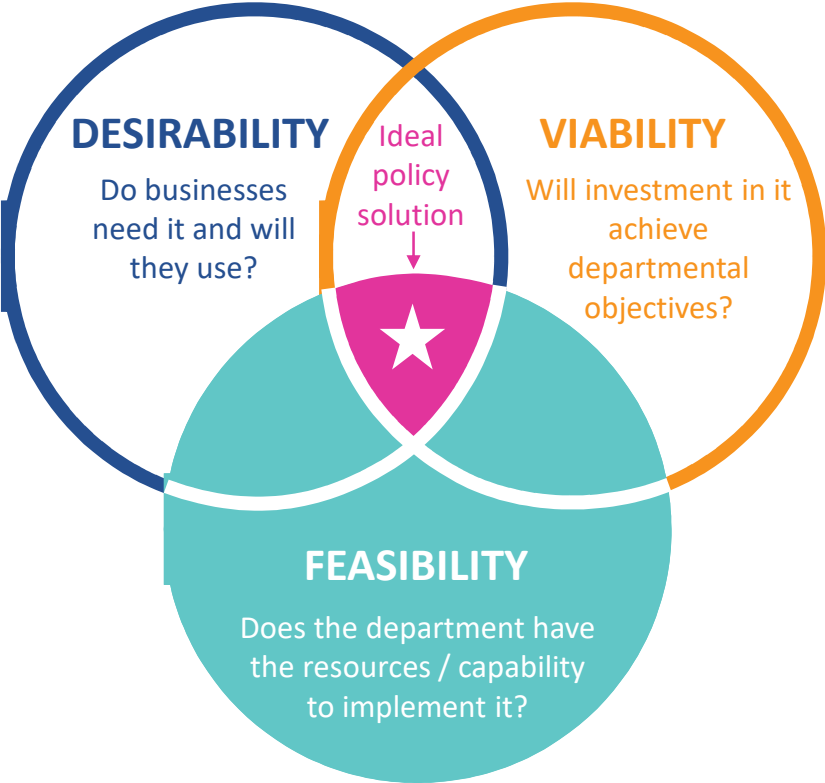 DESIRABILITY
Do businesses
need it and will
they use?
Ideal
policy
solution
VIABILITY
Will investment in it
achieve
departmental
objectives?
FEASIBILITY
Does the department have
the resources / capability
to implement it?